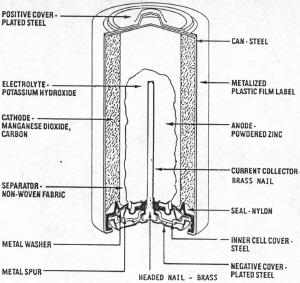 POSITIVE COVER -
PLATED STEEL
CAN - STEEL
ELECTROLYTE -
POTASSIUM HYDROXIDE
METALIZED
PLASTIC FILM LABEL
CATHODE -
MANGANESE DIOXIDE,
CARBON
ANODE -
POWDERED ZINC
CURRENT COLLECTOR -
BRASS NAIL
SEPARATOR -
NON-WOVEN FABRIC
SEAL - NYLON
METAL WASHER
INNER CELL COVER -
STEEL
METAL SPUR
HEADED NAIL - BRASS
NEGATIVE COVER -
PLATED STEEL